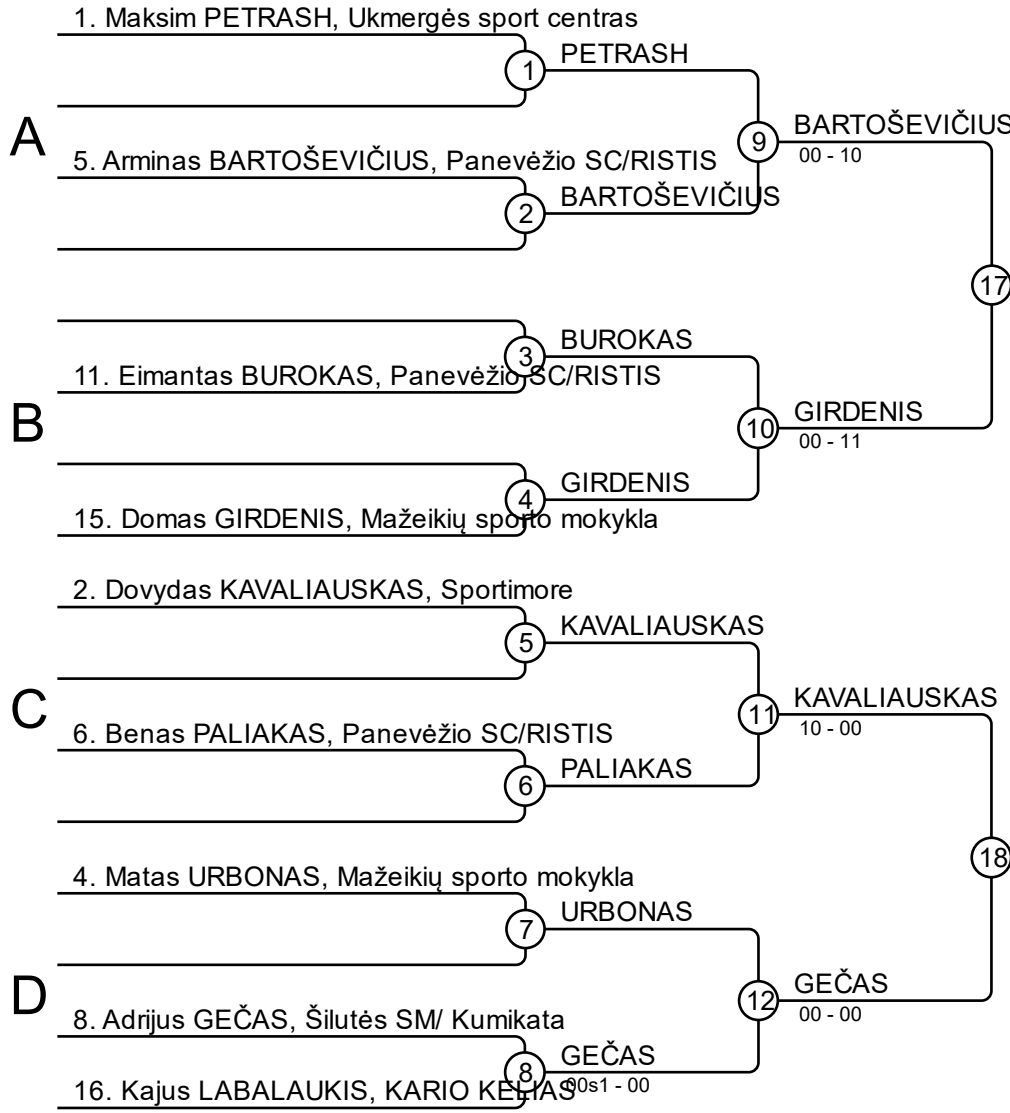 1. Maksim PETRASH, Ukmergės sport centras
1 PETRASH
A
9 BARTOŠEVIČIUS
00 - 10
5. Arminas BARTOŠEVIČIUS, Panevėžio SC/RISTIS
2 BARTOŠEVIČIUS
17
3 BUROKAS
11. Eimantas BUROKAS, Panevėžio SC/RISTIS
B
10 GIRDENIS
00 - 11
4 GIRDENIS
15. Domas GIRDENIS, Mažeikių sporto mokykla
2. Dovydas KAVALIAUSKAS, Sportimore
5 KAVALIAUSKAS
C
11 KAVALIAUSKAS
10 - 00
6. Benas PALIAKAS, Panevėžio SC/RISTIS
6 PALIAKAS
18
4. Matas URBONAS, Mažeikių sporto mokykla
7 URBONAS
D
12 GEČAS
00 - 00
8. Adrijus GEČAS, Šilutės SM/ Kumikata
8 GEČAS
00s1 - 00
16. Kajus LABALAUKIS, KARIO KELIAS